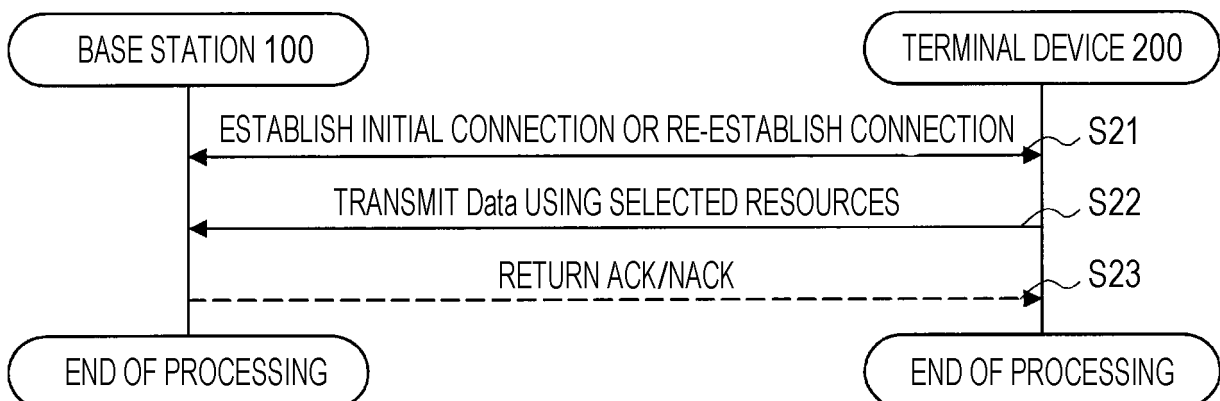 BASE STATION 100
TERMINAL DEVICE 200
ESTABLISH INITIAL CONNECTION OR RE-ESTABLISH CONNECTION
S21
TRANSMIT Data USING SELECTED RESOURCES
S22
RETURN ACK/NACK
S23
END OF PROCESSING
END OF PROCESSING